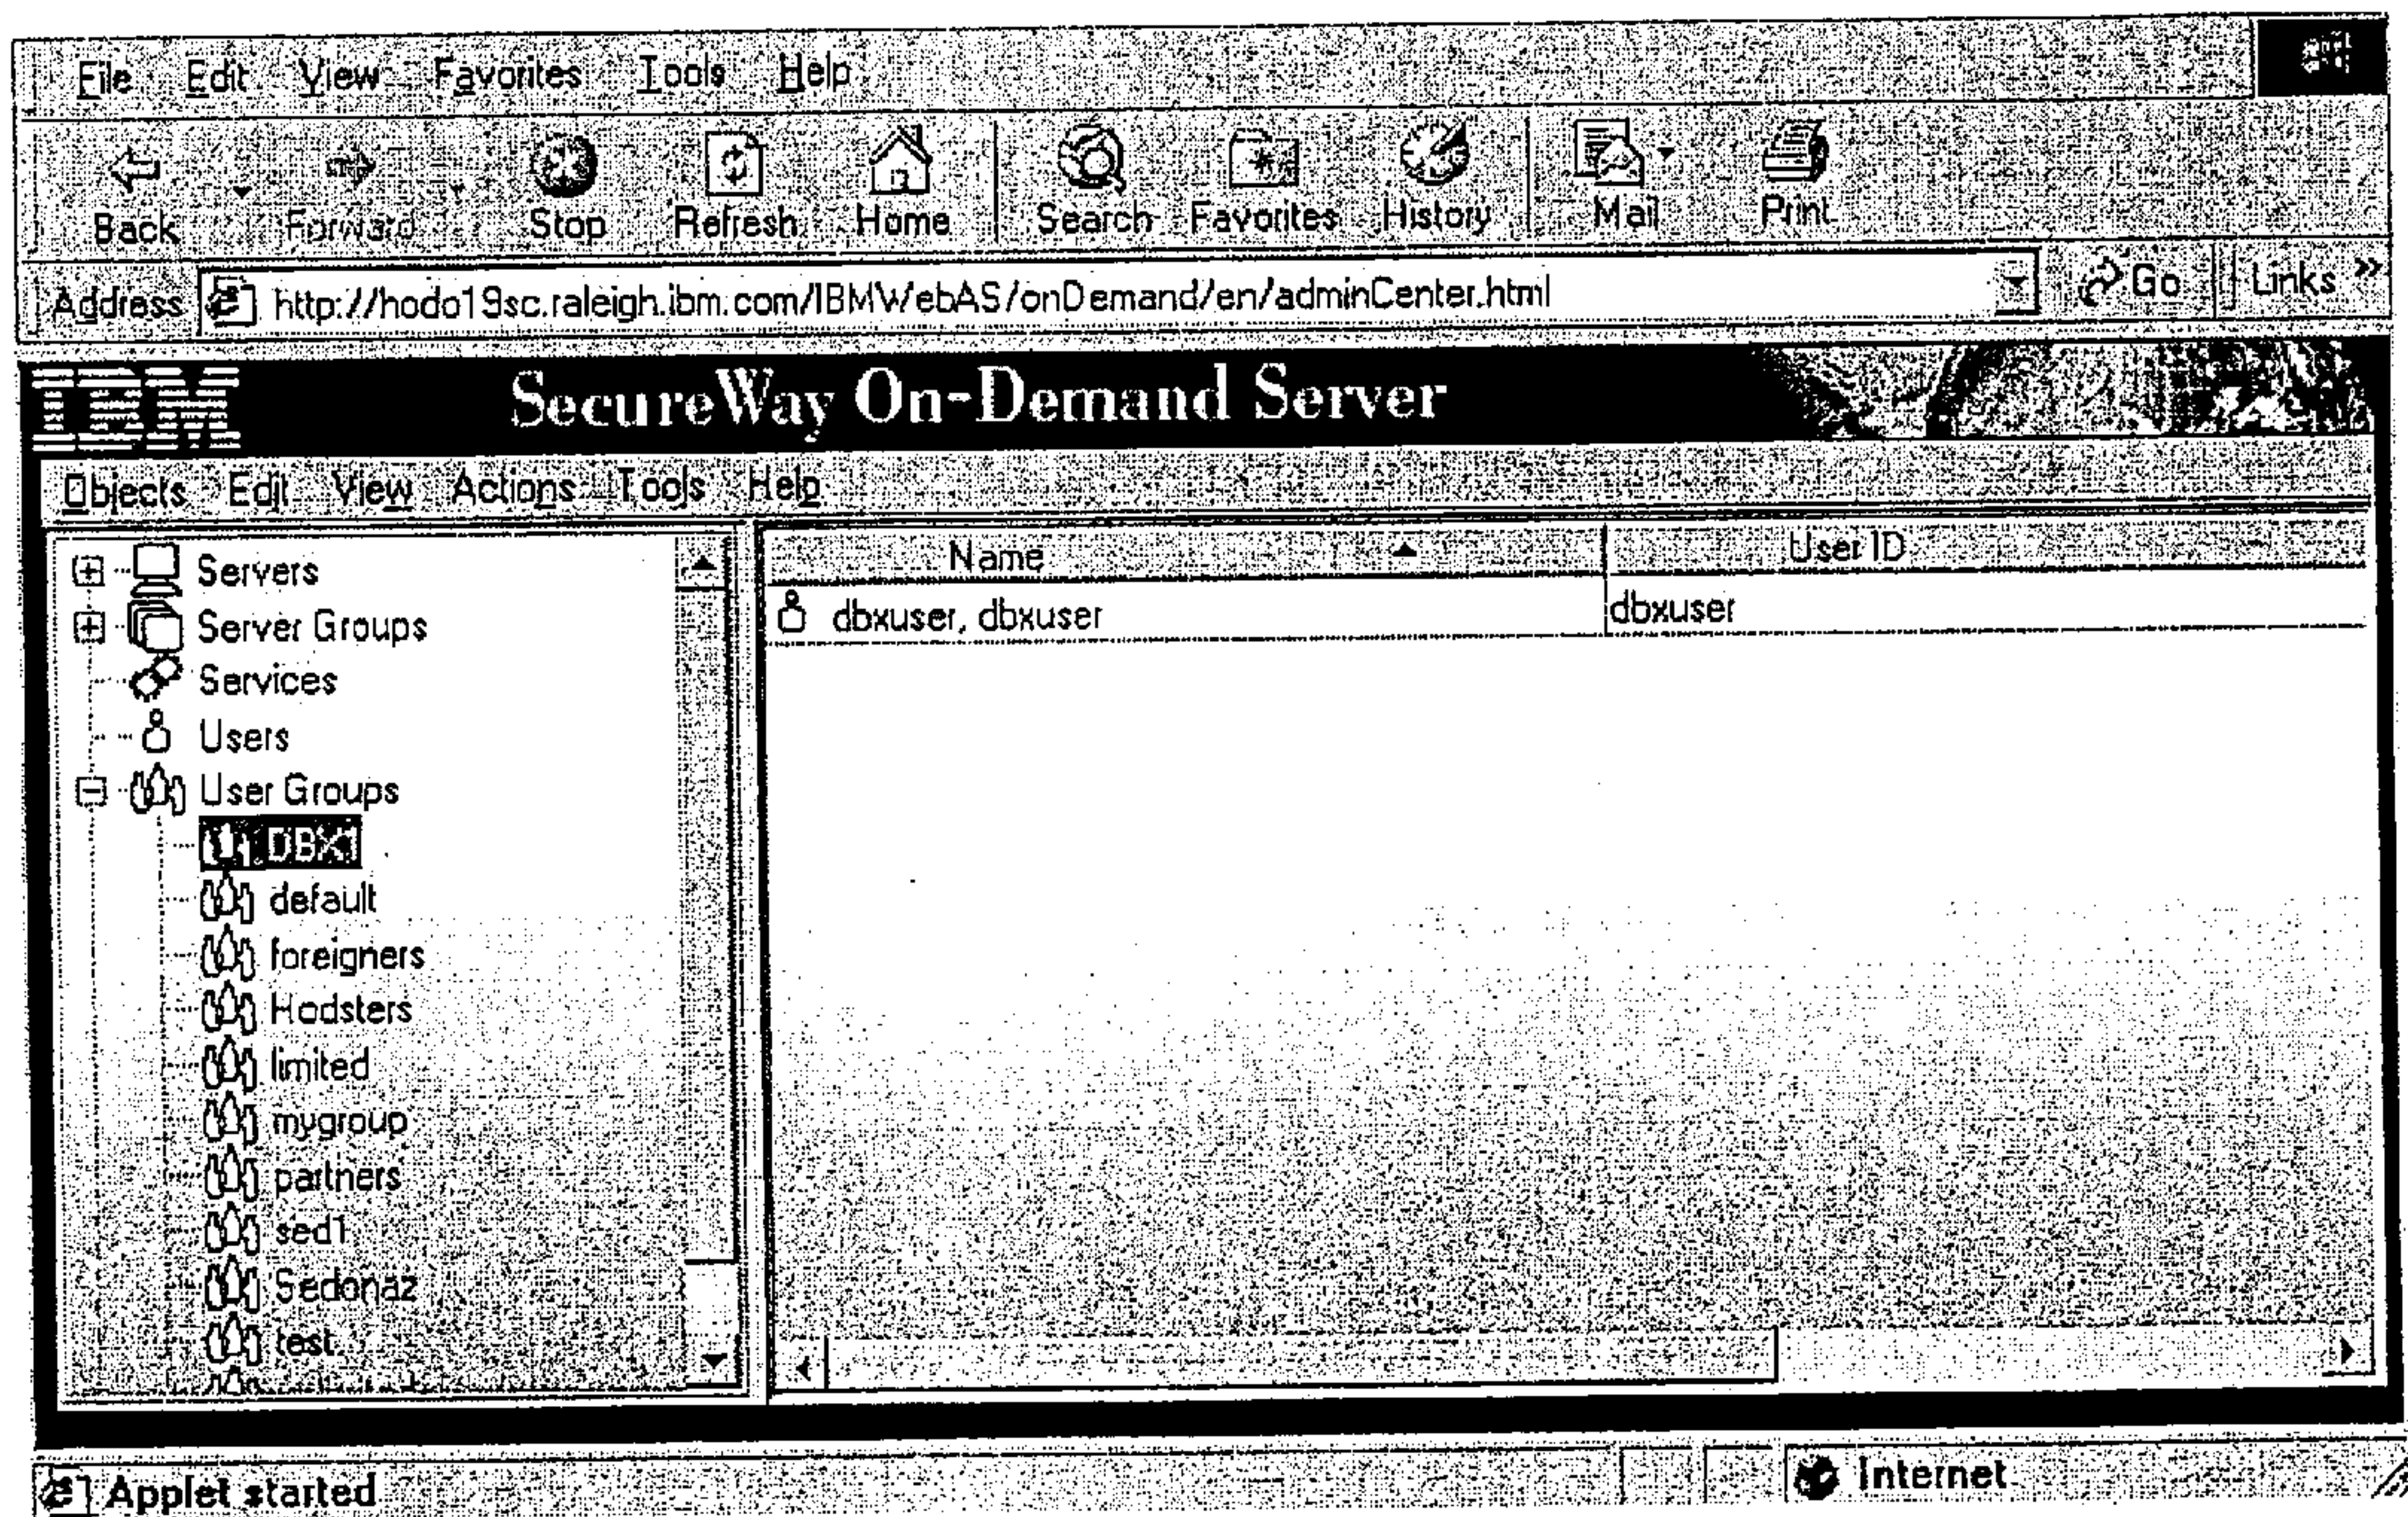 File Edit View Favorites Tools Help
Back Forward Stop Refresh Home Search Favorites History Mail Print
Address http://hodo19sc.raleigh.ibm.com/IBMWebAS/onDemand/en/adminCenter.html Go Links »
IBM SecureWay On-Demand Server
Objects Edit View Actions Tools Help
Name User ID
dbxuser, dbxuser dbxuser
Servers
Server Groups
Services
Users
User Groups
DBX1
default
foreigners
Hodsters
limited
mygroup
partners
sed1
Sedonaz
test
Applet started Internet